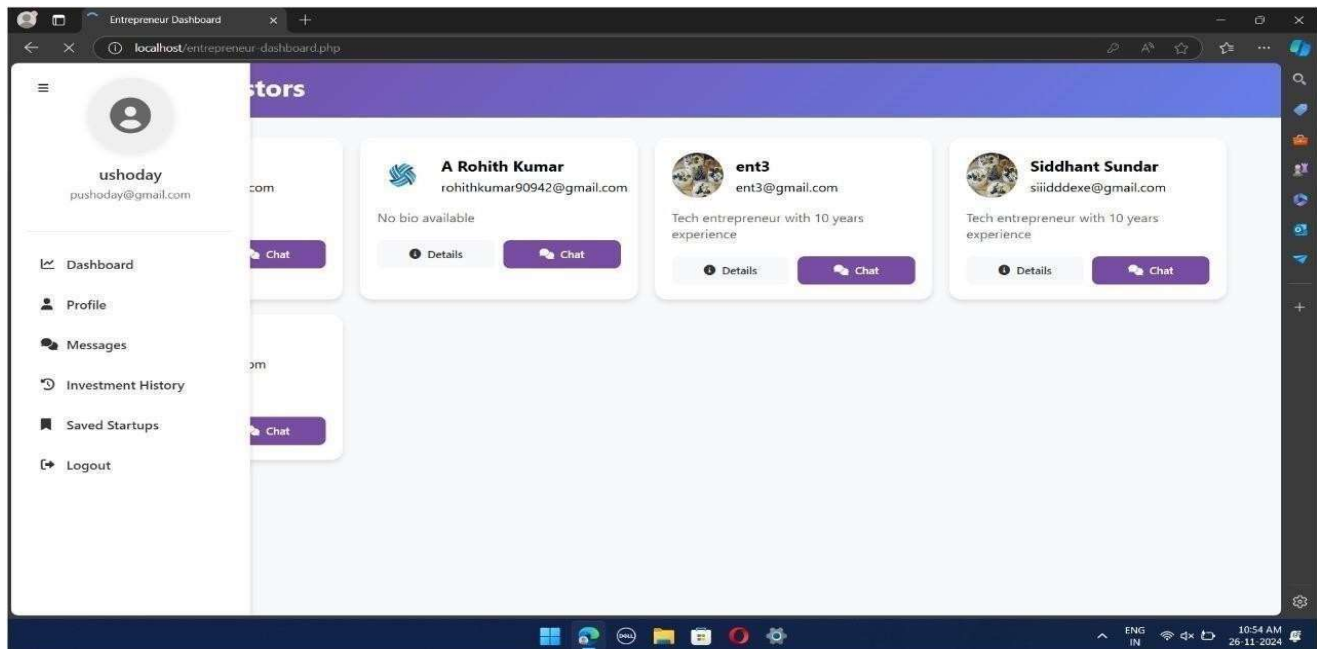 Entrepreneur Dashboard
localhost/entrepreneur-dashboard.php
stors
ushoday
pushoday@gmail.com
Dashboard
Profile
Messages
Investment History
Saved Startups
Logout
com
Chat
A Rohith Kumar
rohithkumar90942@gmail.com
No bio available
Details
Chat
ent3
ent3@gmail.com
Tech entrepreneur with 10 years
experience
Details
Chat
Siddhant Sundar
siiidddexe@gmail.com
Tech entrepreneur with 10 years
experience
Details
Chat
om
Chat
DELL
ENG
IN
10:54 AM
26-11-2024